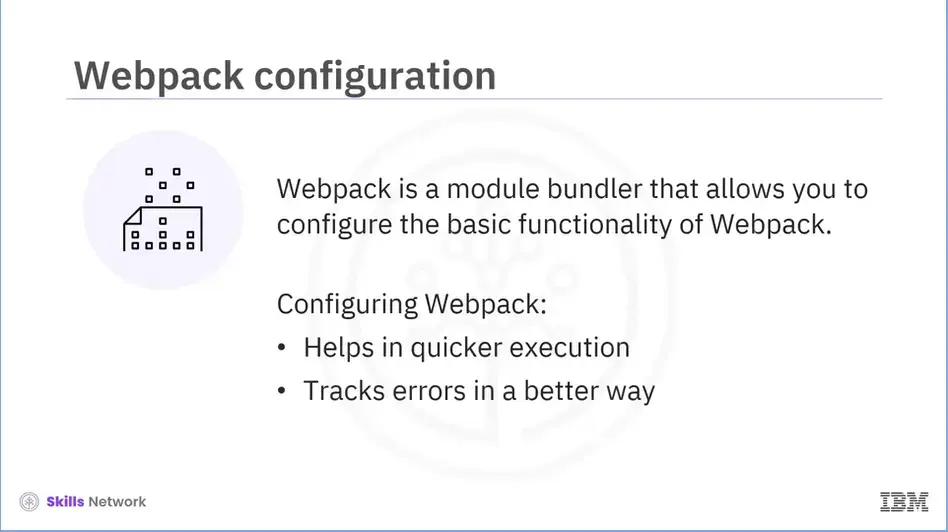 Webpack configuration
Webpack is a module bundler that allows you to
configure the basic functionality of Webpack.
Configuring Webpack:
• Helps in quicker execution
• Tracks errors in a better way
Skills Network
IBM